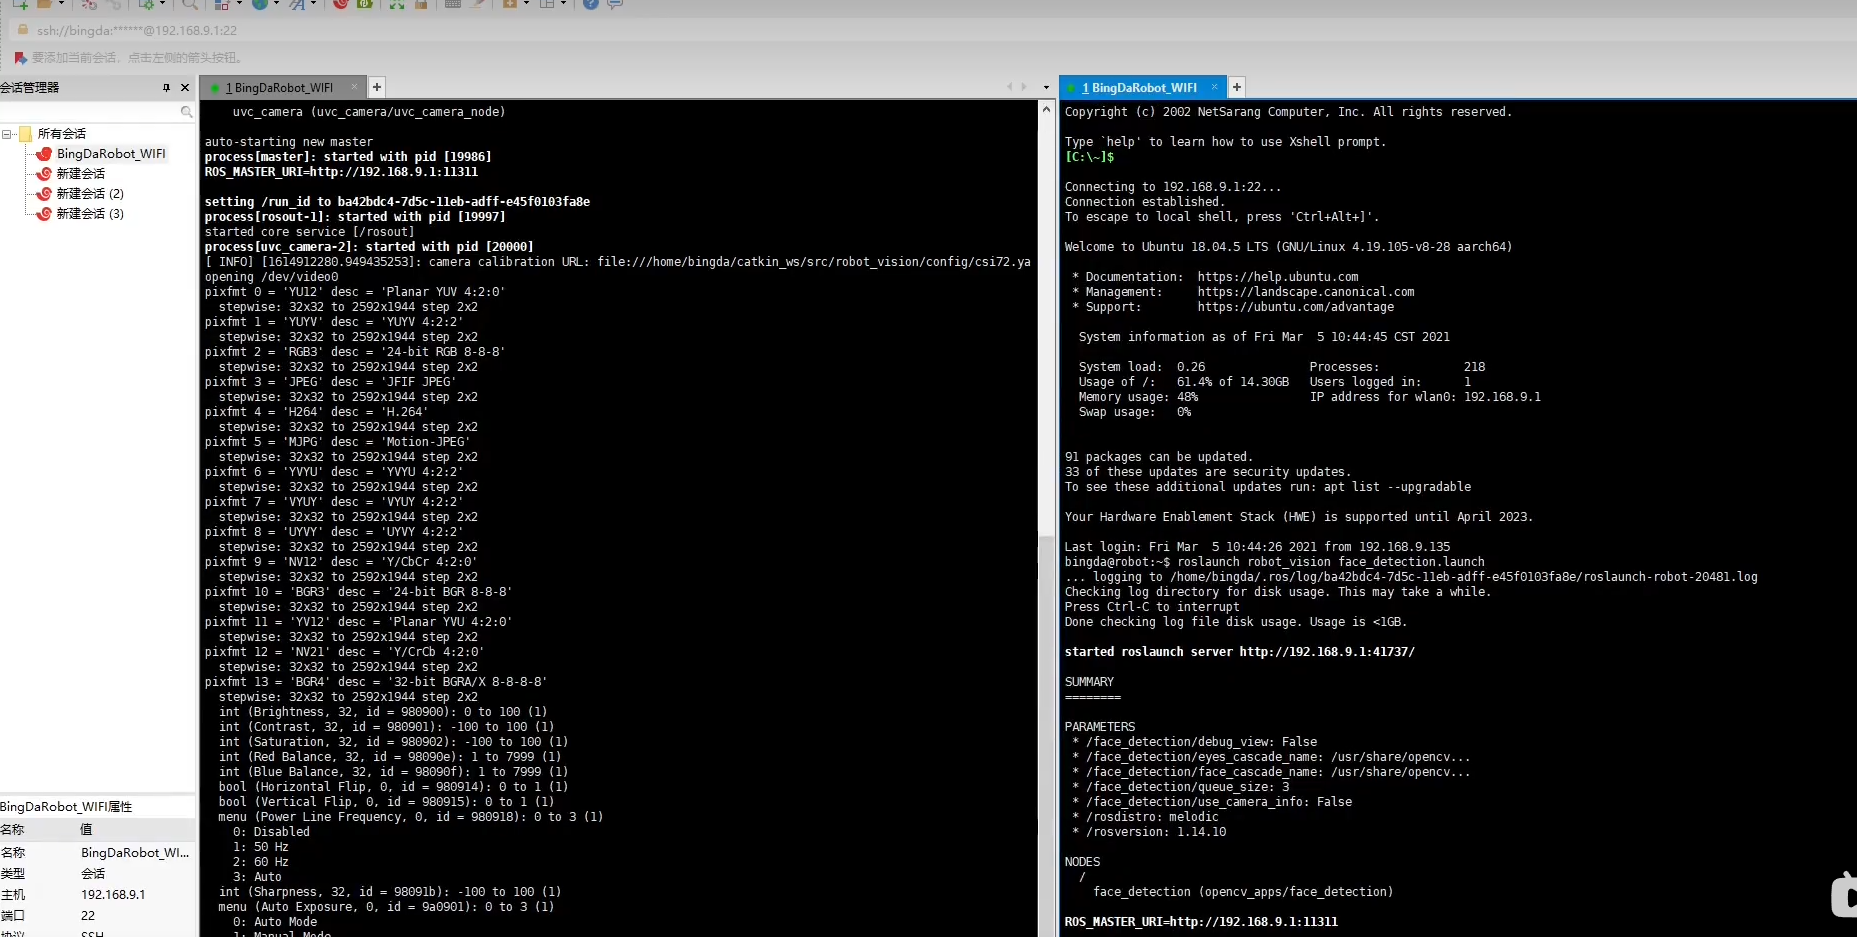 ssh://bingda:******@192.168.9.1:22
要添加当前会话，点击左侧的箭头按钮。
会话管理器
所有会话
BingDaRobot_WIFI
新建会话
新建会话 (2)
新建会话 (3)
BingDaRobot_WIFI属性
名称 值
名称 BingDaRobot_WI...
类型 会话
主机 192.168.9.1
端口 22
协议 SSH
1 BingDaRobot_WIFI
uvc_camera (uvc_camera/uvc_camera_node)
auto-starting new master
process[master]: started with pid [19986]
ROS_MASTER_URI=http://192.168.9.1:11311
setting /run_id to ba42bdc4-7d5c-11eb-adff-e45f0103fa8e
process[rosout-1]: started with pid [19997]
started core service [/rosout]
process[uvc_camera-2]: started with pid [20000]
[ INFO] [1614912280.949435253]: camera calibration URL: file:///home/bingda/catkin_ws/src/robot_vision/config/csi72.ya
opening /dev/video0
pixfmt 0 = 'YU12' desc = 'Planar YUV 4:2:0'
stepwise: 32x32 to 2592x1944 step 2x2
pixfmt 1 = 'YUYV' desc = 'YUYV 4:2:2'
stepwise: 32x32 to 2592x1944 step 2x2
pixfmt 2 = 'RGB3' desc = '24-bit RGB 8-8-8'
stepwise: 32x32 to 2592x1944 step 2x2
pixfmt 3 = 'JPEG' desc = 'JFIF JPEG'
stepwise: 32x32 to 2592x1944 step 2x2
pixfmt 4 = 'H264' desc = 'H.264'
stepwise: 32x32 to 2592x1944 step 2x2
pixfmt 5 = 'MJPG' desc = 'Motion-JPEG'
stepwise: 32x32 to 2592x1944 step 2x2
pixfmt 6 = 'YVYU' desc = 'YVYU 4:2:2'
stepwise: 32x32 to 2592x1944 step 2x2
pixfmt 7 = 'VYUY' desc = 'VYUY 4:2:2'
stepwise: 32x32 to 2592x1944 step 2x2
pixfmt 8 = 'UYVY' desc = 'UYVY 4:2:2'
stepwise: 32x32 to 2592x1944 step 2x2
pixfmt 9 = 'NV12' desc = 'Y/CbCr 4:2:0'
stepwise: 32x32 to 2592x1944 step 2x2
pixfmt 10 = 'BGR3' desc = '24-bit BGR 8-8-8'
stepwise: 32x32 to 2592x1944 step 2x2
pixfmt 11 = 'YV12' desc = 'Planar YVU 4:2:0'
stepwise: 32x32 to 2592x1944 step 2x2
pixfmt 12 = 'NV21' desc = 'Y/CrCb 4:2:0'
stepwise: 32x32 to 2592x1944 step 2x2
pixfmt 13 = 'BGR4' desc = '32-bit BGRA/X 8-8-8-8'
stepwise: 32x32 to 2592x1944 step 2x2
int (Brightness, 32, id = 980900): 0 to 100 (1)
int (Contrast, 32, id = 980901): -100 to 100 (1)
int (Saturation, 32, id = 980902): -100 to 100 (1)
int (Red Balance, 32, id = 98090e): 1 to 7999 (1)
int (Blue Balance, 32, id = 98090f): 1 to 7999 (1)
bool (Horizontal Flip, 0, id = 980914): 0 to 1 (1)
bool (Vertical Flip, 0, id = 980915): 0 to 1 (1)
menu (Power Line Frequency, 0, id = 980918): 0 to 3 (1)
0: Disabled
1: 50 Hz
2: 60 Hz
3: Auto
int (Sharpness, 32, id = 98091b): -100 to 100 (1)
menu (Auto Exposure, 0, id = 9a0901): 0 to 3 (1)
0: Auto Mode
1: Manual Mode
1 BingDaRobot_WIFI
Copyright (c) 2002 NetSarang Computer, Inc. All rights reserved.
Type `help' to learn how to use Xshell prompt.
[C:\~]$
Connecting to 192.168.9.1:22...
Connection established.
To escape to local shell, press 'Ctrl+Alt+]'.
Welcome to Ubuntu 18.04.5 LTS (GNU/Linux 4.19.105-v8-28 aarch64)
* Documentation: https://help.ubuntu.com
* Management: https://landscape.canonical.com
* Support: https://ubuntu.com/advantage
System information as of Fri Mar 5 10:44:45 CST 2021
System load: 0.26 Processes: 218
Usage of /: 61.4% of 14.30GB Users logged in: 1
Memory usage: 48% IP address for wlan0: 192.168.9.1
Swap usage: 0%
91 packages can be updated.
33 of these updates are security updates.
To see these additional updates run: apt list --upgradable
Your Hardware Enablement Stack (HWE) is supported until April 2023.
Last login: Fri Mar 5 10:44:26 2021 from 192.168.9.135
bingda@robot:~$ roslaunch robot_vision face_detection.launch
... logging to /home/bingda/.ros/log/ba42bdc4-7d5c-11eb-adff-e45f0103fa8e/roslaunch-robot-20481.log
Checking log directory for disk usage. This may take a while.
Press Ctrl-C to interrupt
Done checking log file disk usage. Usage is <1GB.
started roslaunch server http://192.168.9.1:41737/
SUMMARY
========
PARAMETERS
* /face_detection/debug_view: False
* /face_detection/eyes_cascade_name: /usr/share/opencv...
* /face_detection/face_cascade_name: /usr/share/opencv...
* /face_detection/queue_size: 3
* /face_detection/use_camera_info: False
* /rosdistro: melodic
* /rosversion: 1.14.10
NODES
/
face_detection (opencv_apps/face_detection)
ROS_MASTER_URI=http://192.168.9.1:11311